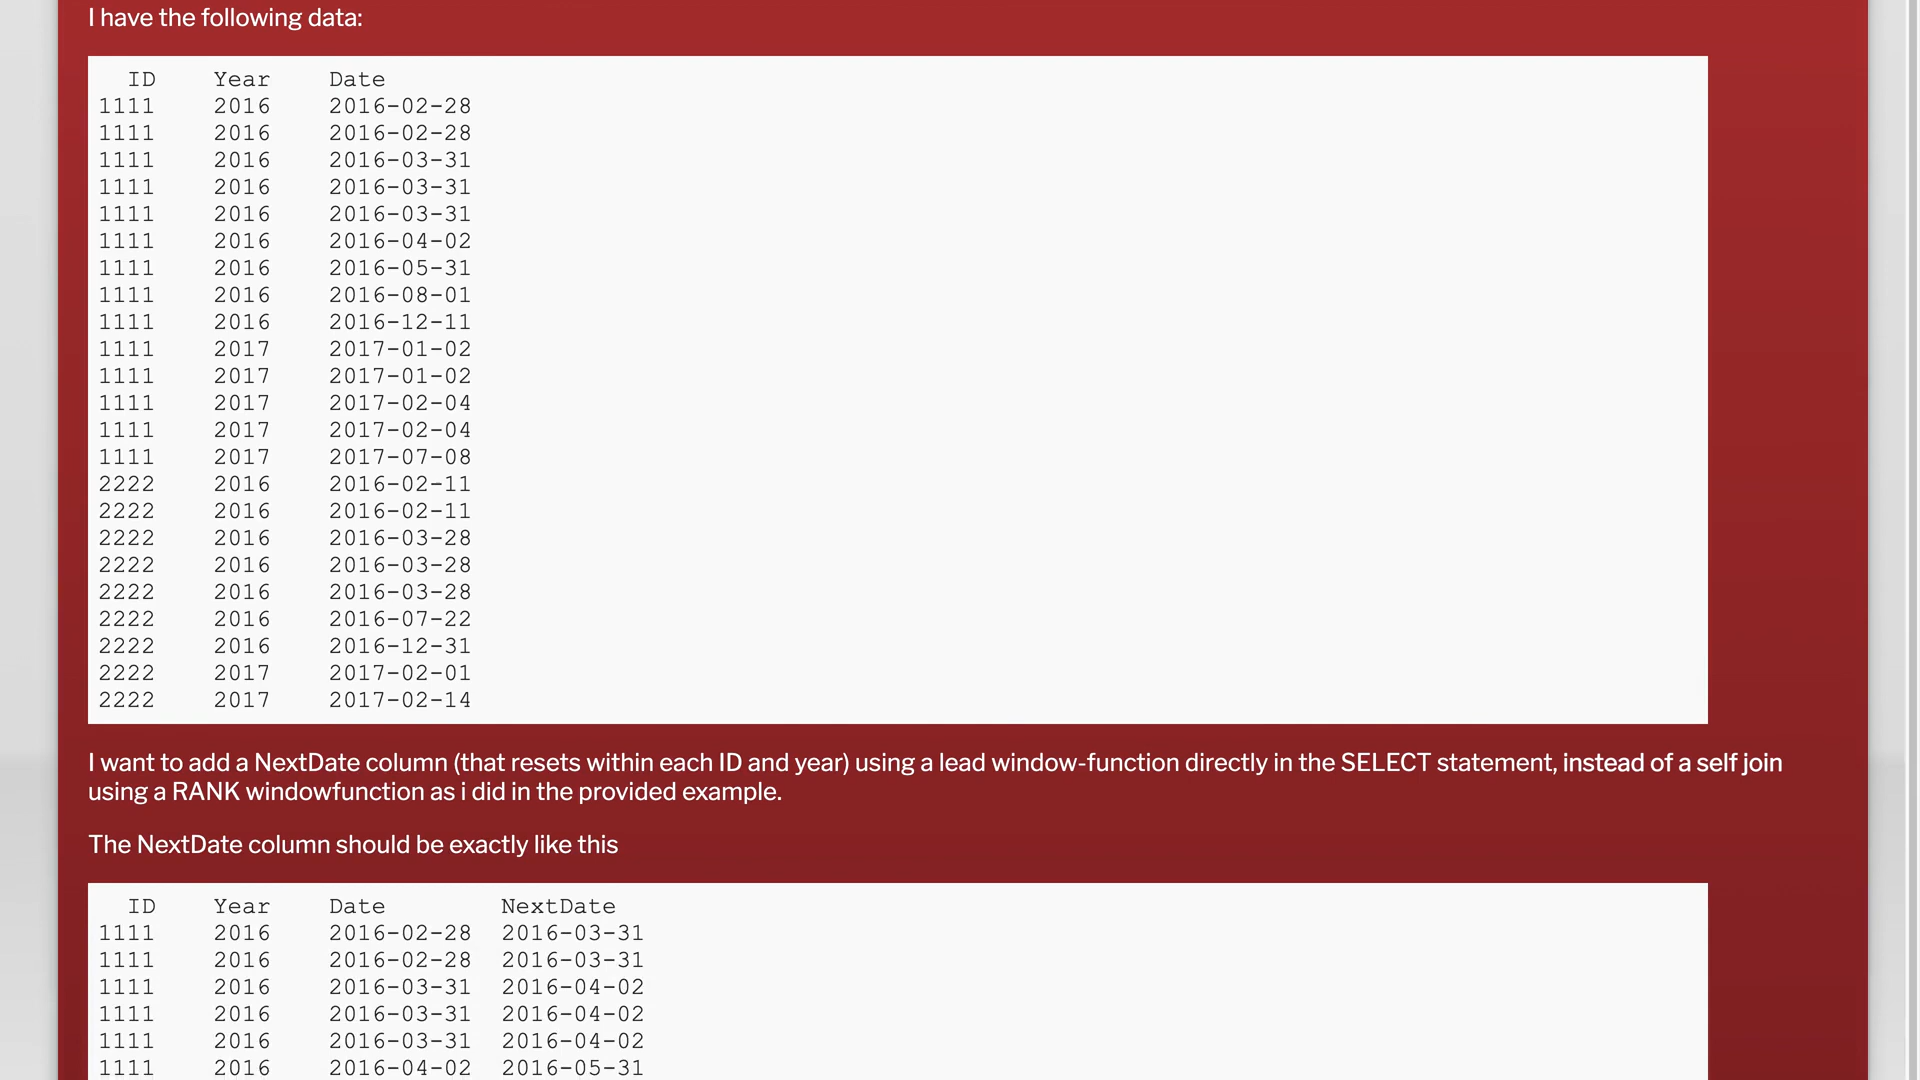 I have the following data:
ID Year Date
1111 2016 2016-02-28
1111 2016 2016-02-28
1111 2016 2016-03-31
1111 2016 2016-03-31
1111 2016 2016-03-31
1111 2016 2016-04-02
1111 2016 2016-05-31
1111 2016 2016-08-01
1111 2016 2016-12-11
1111 2017 2017-01-02
1111 2017 2017-01-02
1111 2017 2017-02-04
1111 2017 2017-02-04
1111 2017 2017-07-08
2222 2016 2016-02-11
2222 2016 2016-02-11
2222 2016 2016-03-28
2222 2016 2016-03-28
2222 2016 2016-03-28
2222 2016 2016-07-22
2222 2016 2016-12-31
2222 2017 2017-02-01
2222 2017 2017-02-14
I want to add a NextDate column (that resets within each ID and year) using a lead window-function directly in the SELECT statement, instead of a self join
using a RANK windowfunction as i did in the provided example.
The NextDate column should be exactly like this
ID Year Date NextDate
1111 2016 2016-02-28 2016-03-31
1111 2016 2016-02-28 2016-03-31
1111 2016 2016-03-31 2016-04-02
1111 2016 2016-03-31 2016-04-02
1111 2016 2016-03-31 2016-04-02
1111 2016 2016-04-02 2016-05-31